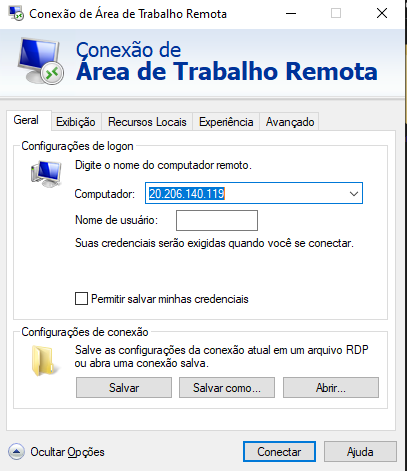 Conexão de Área de Trabalho Remota
Conexão de
Área de Trabalho Remota
Geral Exibição Recursos Locais Experiência Avançado
Configurações de logon
Digite o nome do computador remoto.
Computador: 20.206.140.119
Nome de usuário:
Suas credenciais serão exigidas quando você se conectar.
Permitir salvar minhas credenciais
Configurações de conexão
Salve as configurações da conexão atual em um arquivo RDP
ou abra uma conexão salva.
Salvar Salvar como... Abrir...
Ocultar Opções Conectar Ajuda